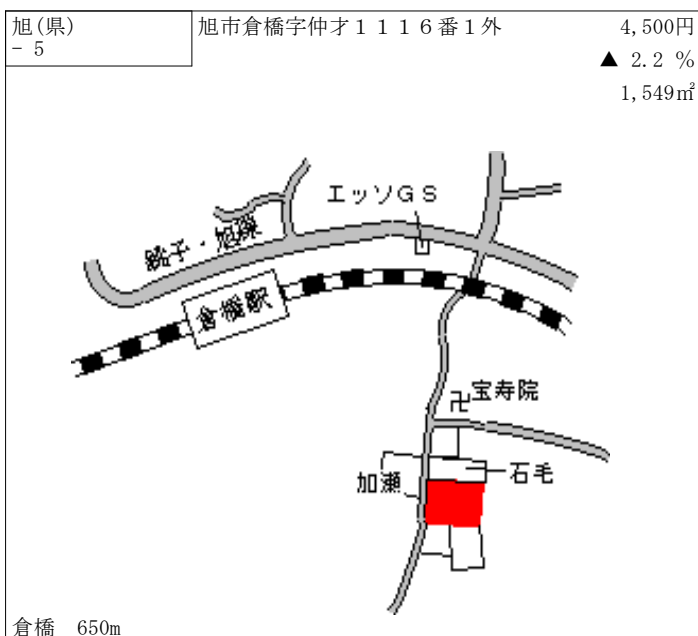 旭(県)
- 5
旭市倉橋字仲才１１１６番１外
4,500円
▲ 2.2 %
1,549㎡
エッソＧＳ
銚子・旭線
倉橋駅
卍宝寿院
石毛
加瀬
倉橋 650m